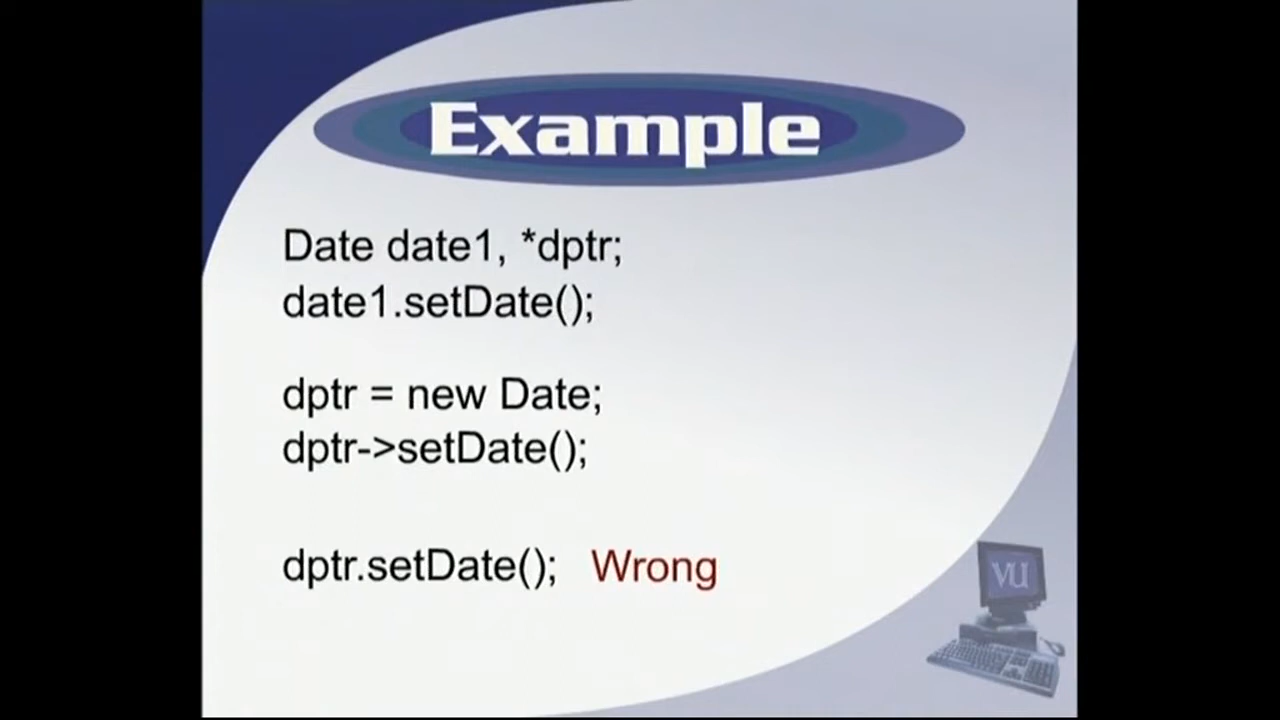 Example
Date date1, *dptr;
date1.setDate();
dptr = new Date;
dptr->setDate();
dptr.setDate(); Wrong
VU